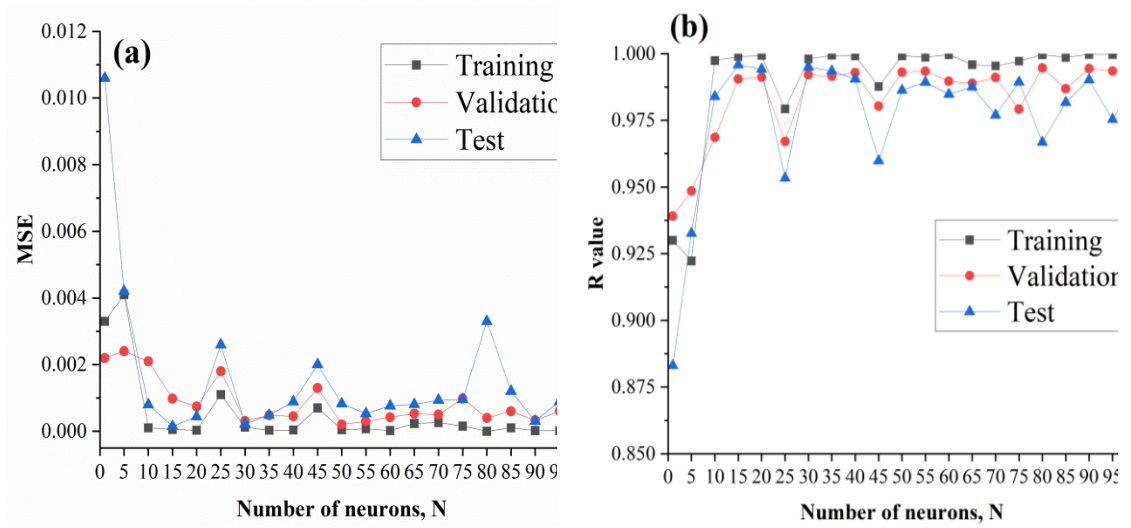 (a)
0.012
0.010
0.008
0.006
0.004
0.002
0.000
MSE
Training
Validation
Test
0 5 10 15 20 25 30 35 40 45 50 55 60 65 70 75 80 85 90 95
Number of neurons, N
(b)
1.000
0.975
0.950
0.925
0.900
0.875
0.850
R value
Training
Validation
Test
0 5 10 15 20 25 30 35 40 45 50 55 60 65 70 75 80 85 90 95
Number of neurons, N